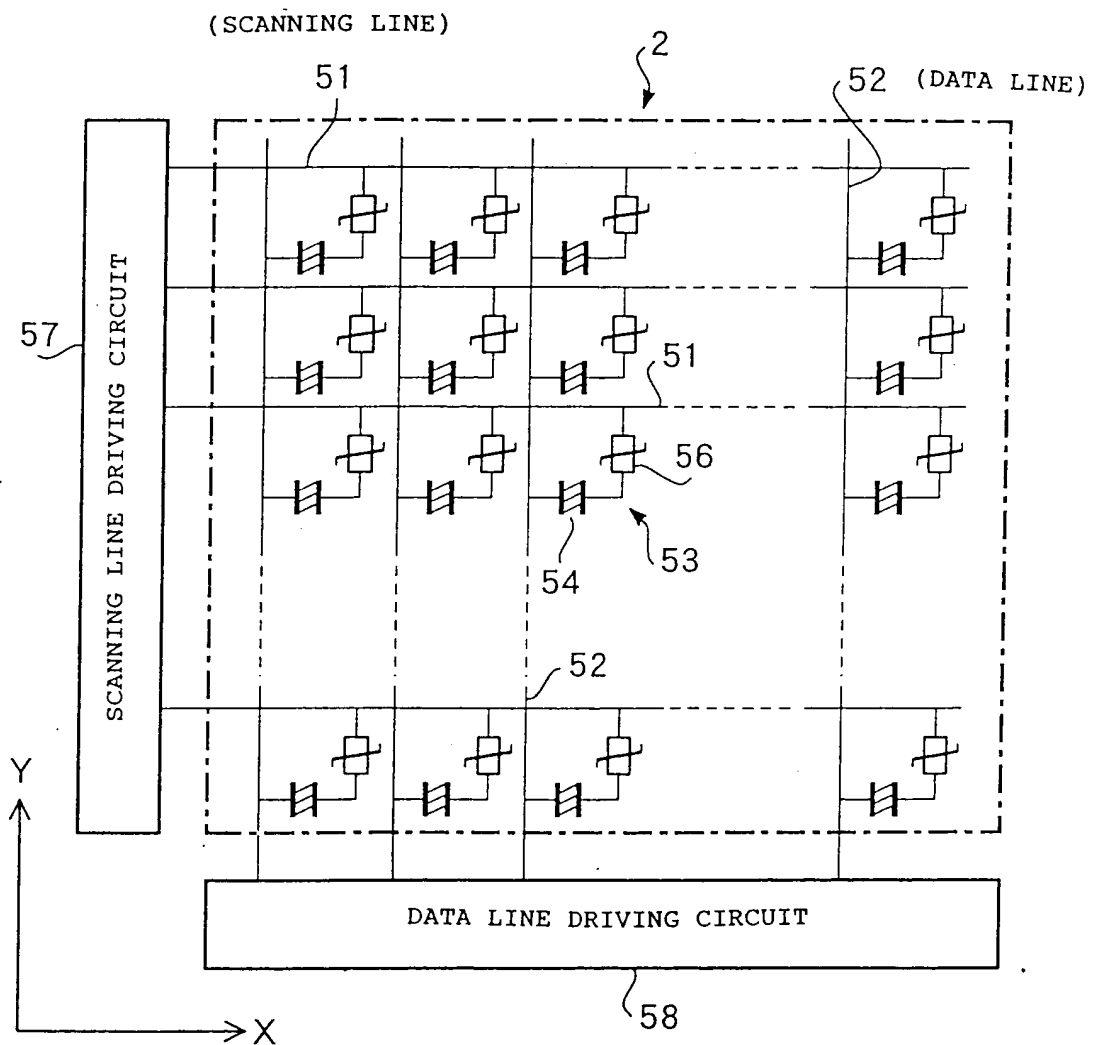 (SCANNING LINE)
2
51
52 (DATA LINE)
57
SCANNING LINE DRIVING CIRCUIT
51
56
54
53
52
Y
DATA LINE DRIVING CIRCUIT
58
X